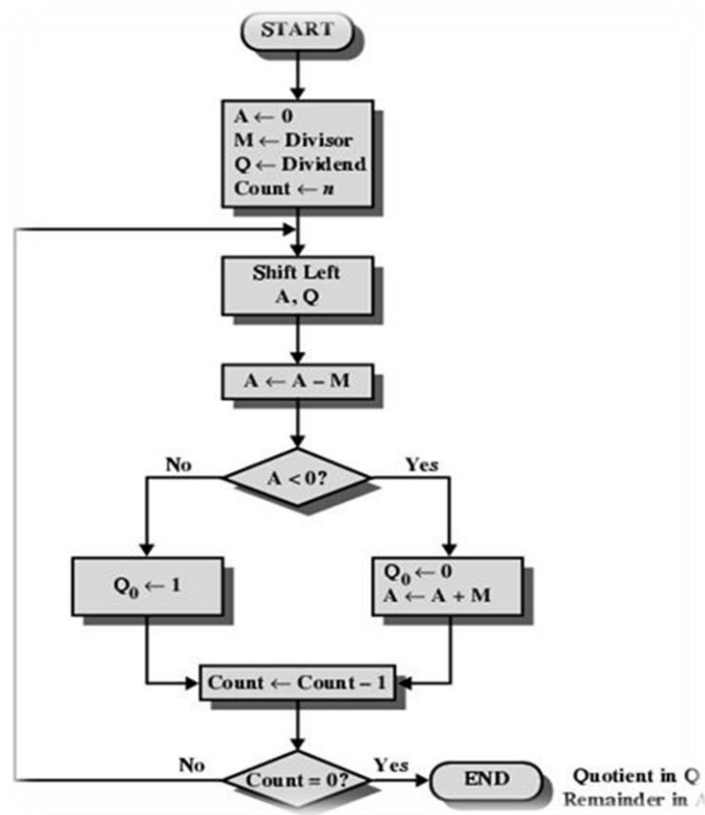 START
A ← 0
M ← Divisor
Q ← Dividend
Count ← n
Shift Left
A, Q
A ← A – M
No
A < 0?
Yes
Q₀ ← 1
Q₀ ← 0
A ← A + M
Count ← Count – 1
No
Count = 0?
Yes
END
Quotient in Q
Remainder in A